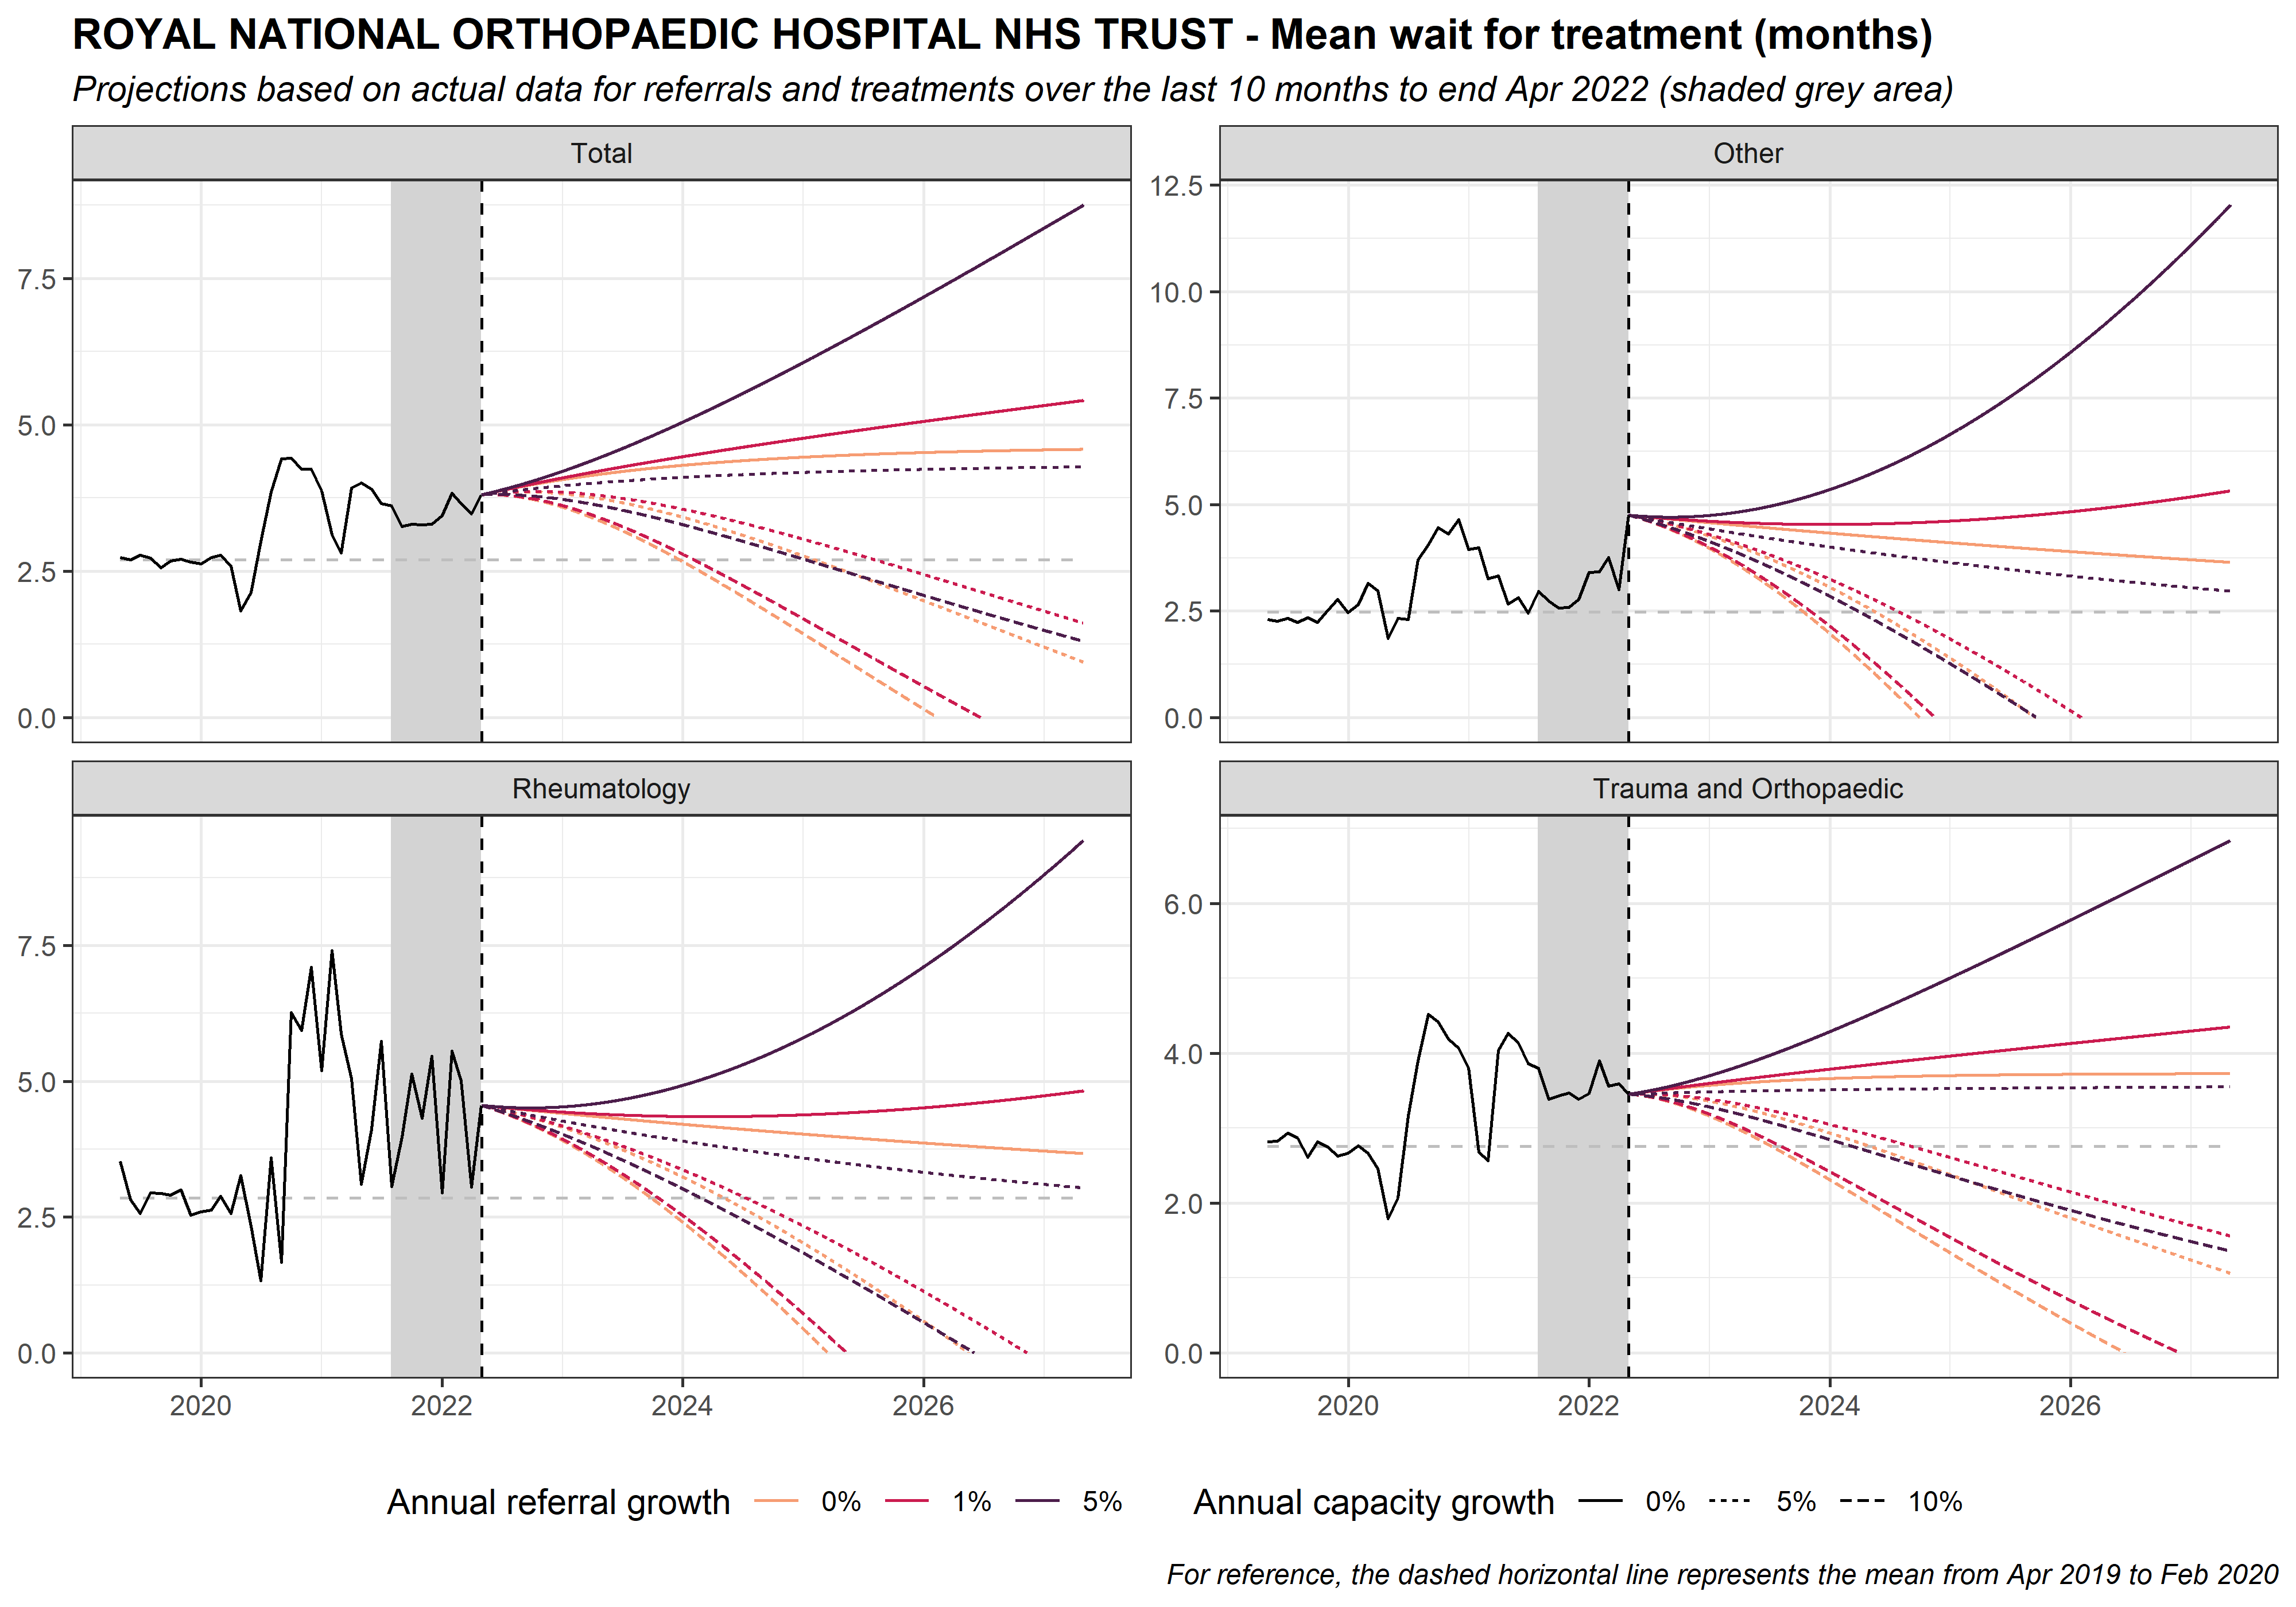 ROYAL NATIONAL ORTHOPAEDIC HOSPITAL NHS TRUST - Mean wait for treatment (months)
Projections based on actual data for referrals and treatments over the last 10 months to end Apr 2022 (shaded grey area)
Total
7.5
5.0
2.5
0.0
Other
12.5
10.0
7.5
5.0
2.5
0.0
Rheumatology
7.5
5.0
2.5
0.0
2020 2022 2024 2026
Trauma and Orthopaedic
6.0
4.0
2.0
0.0
2020 2022 2024 2026
Annual referral growth 0% 1% 5%
Annual capacity growth 0% 5% 10%
For reference, the dashed horizontal line represents the mean from Apr 2019 to Feb 2020